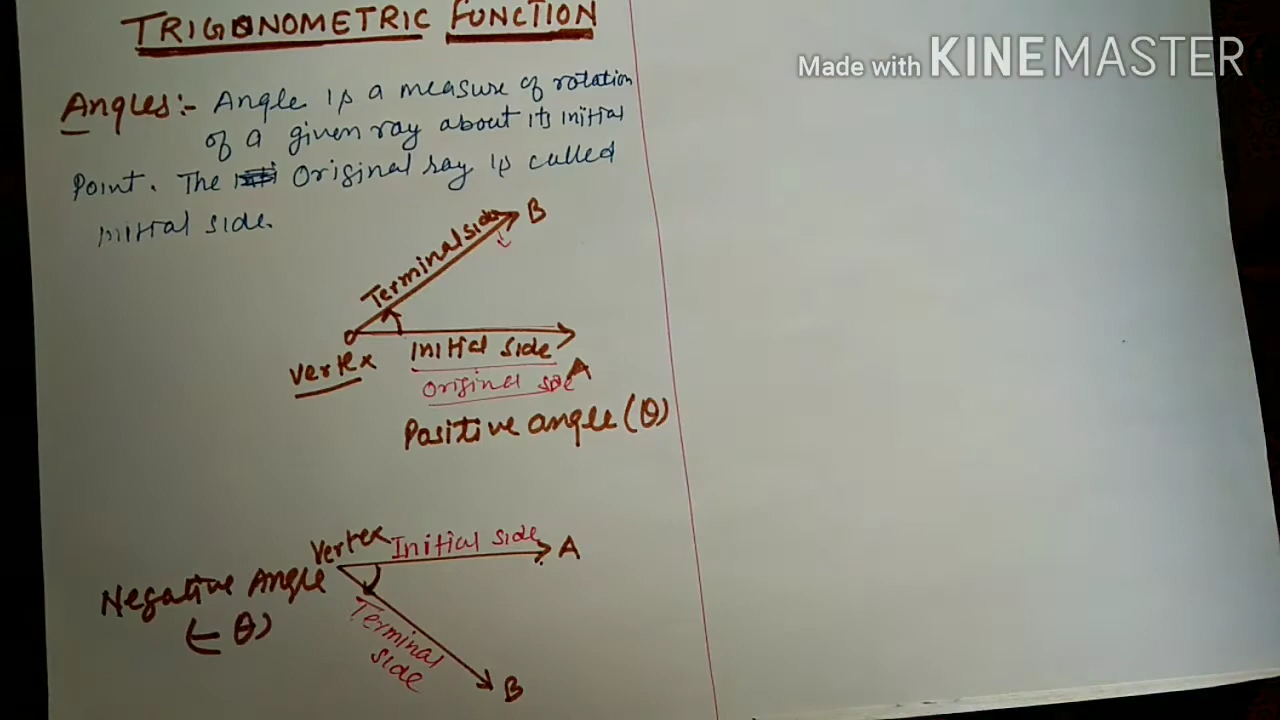 TRIGONOMETRIC FUNCTION
Made with KINEMASTER
Angles:- Angle is a measure of rotation
of a given ray about its initial
Point. The Original ray is called
initial side.
B
Terminal side
Vertex
Initial side
A
Original side
Positive angle (θ)
Vertex
Initial side
A
Negative Angle
(-θ)
Terminal
side
B